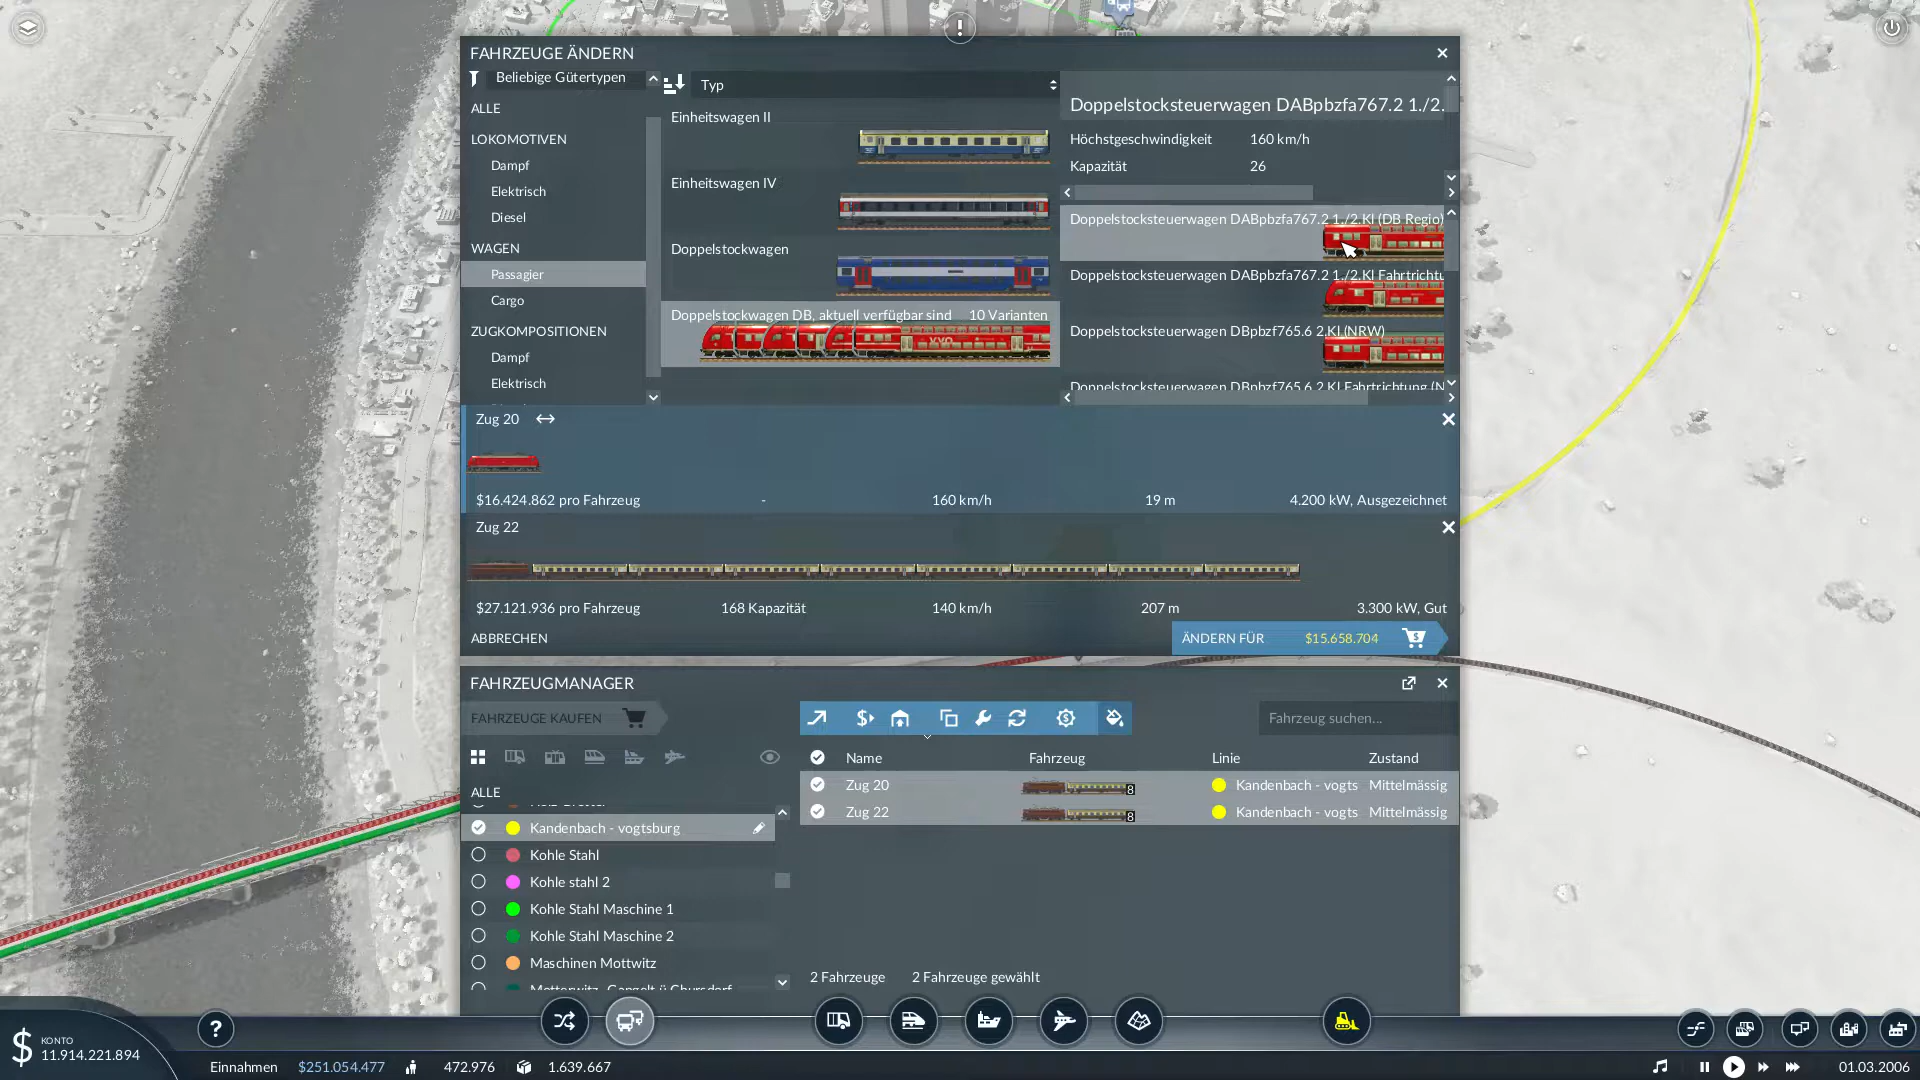 FAHRZEUGE ÄNDERN
Beliebige Gütertypen
Typ
ALLE
LOKOMOTIVEN
Dampf
Elektrisch
Diesel
WAGEN
Passagier
Cargo
ZUGKOMPOSITIONEN
Dampf
Elektrisch
Einheitswagen II
Einheitswagen IV
Doppelstockwagen
Doppelstockwagen DB, aktuell verfügbar sind 10 Varianten
Doppelstocksteuerwagen DABpbzfa767.2 1./2.
Höchstgeschwindigkeit 160 km/h
Kapazität 26
Doppelstocksteuerwagen DABpbzfa767.2 1./2.Kl (DB Regio)
Doppelstocksteuerwagen DABpbzfa767.2 1./2.Kl Fahrtrichtu
Doppelstocksteuerwagen DBpbzf765.6 2.Kl (NRW)
Doppelstocksteuerwagen DBpbzf765.6 2.Kl Fahrtrichtung (N
Zug 20
$16.424.862 pro Fahrzeug - 160 km/h 19 m 4.200 kW, Ausgezeichnet
Zug 22
$27.121.936 pro Fahrzeug 168 Kapazität 140 km/h 207 m 3.300 kW, Gut
ABBRECHEN
ÄNDERN FÜR $15.658.704
FAHRZEUGMANAGER
FAHRZEUGE KAUFEN
Fahrzeug suchen...
ALLE
Kandenbach - vogtsburg
Kohle Stahl
Kohle stahl 2
Kohle Stahl Maschine 1
Kohle Stahl Maschine 2
Maschinen Mottwitz
Name Fahrzeug Linie Zustand
Zug 20 8 Kandenbach - vogts Mittelmässig
Zug 22 8 Kandenbach - vogts Mittelmässig
2 Fahrzeuge 2 Fahrzeuge gewählt
KONTO
$ 11.914.221.894
?
Einnahmen $251.054.477 472.976 1.639.667
01.03.2006